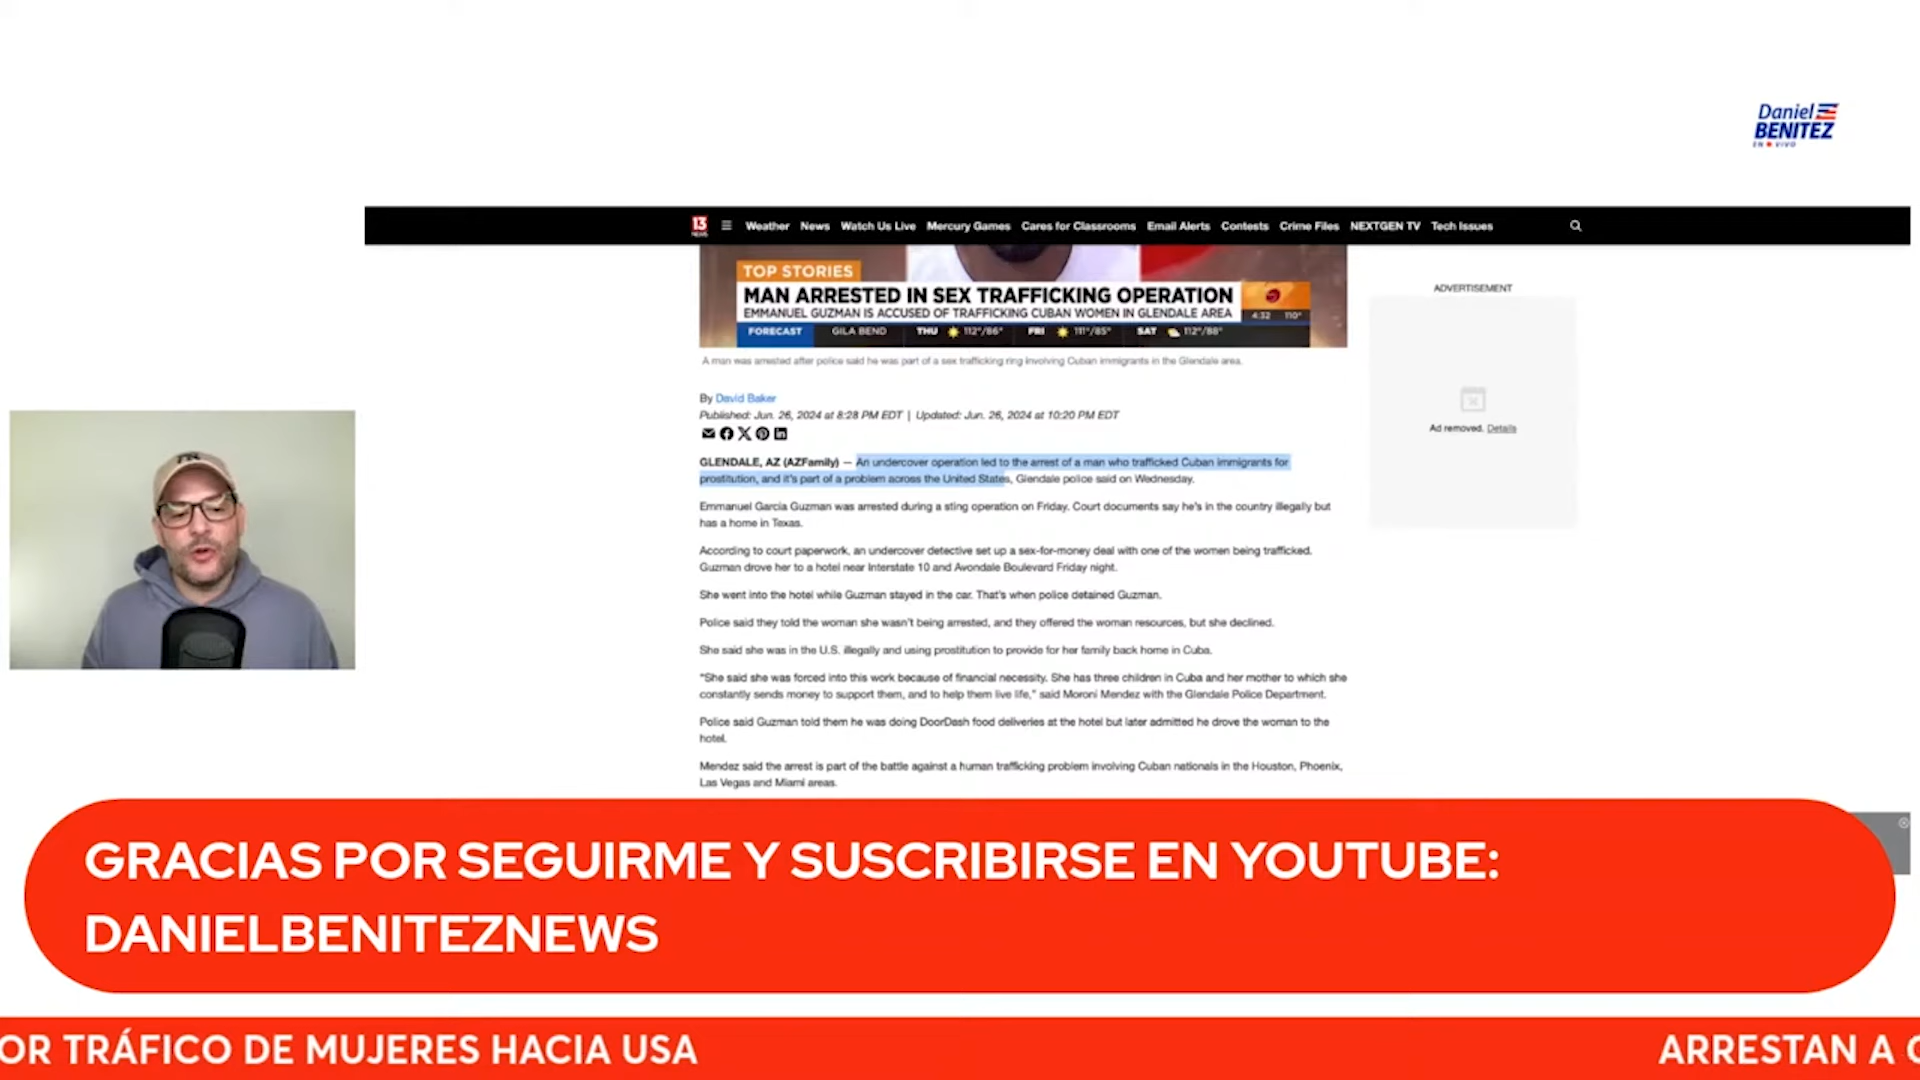 Daniel
BENITEZ
EN VIVO
13
NEWS
Weather News Watch Us Live Mercury Games Cares for Classrooms Email Alerts Contests Crime Files NEXTGEN TV Tech Issues
TOP STORIES
MAN ARRESTED IN SEX TRAFFICKING OPERATION
EMMANUEL GUZMAN IS ACCUSED OF TRAFFICKING CUBAN WOMEN IN GLENDALE AREA
4:32 110°
FORECAST GILA BEND THU 112°/86° FRI 111°/85° SAT 112°/88°
ADVERTISEMENT
Ad removed. Details
A man was arrested after police said he was part of a sex trafficking ring involving Cuban immigrants in the Glendale area.
By David Baker
Published: Jun. 26, 2024 at 8:28 PM EDT | Updated: Jun. 26, 2024 at 10:20 PM EDT
GLENDALE, AZ (AZFamily) — An undercover operation led to the arrest of a man who trafficked Cuban immigrants for
prostitution, and it's part of a problem across the United States, Glendale police said on Wednesday.
Emmanuel Garcia Guzman was arrested during a sting operation on Friday. Court documents say he's in the country illegally but
has a home in Texas.
According to court paperwork, an undercover detective set up a sex-for-money deal with one of the women being trafficked.
Guzman drove her to a hotel near Interstate 10 and Avondale Boulevard Friday night.
She went into the hotel while Guzman stayed in the car. That's when police detained Guzman.
Police said they told the woman she wasn't being arrested, and they offered the woman resources, but she declined.
She said she was in the U.S. illegally and using prostitution to provide for her family back home in Cuba.
"She said she was forced into this work because of financial necessity. She has three children in Cuba and her mother to which she
constantly sends money to support them, and to help them live life," said Moroni Mendez with the Glendale Police Department.
Police said Guzman told them he was doing DoorDash food deliveries at the hotel but later admitted he drove the woman to the
hotel.
Mendez said the arrest is part of the battle against a human trafficking problem involving Cuban nationals in the Houston, Phoenix,
Las Vegas and Miami areas.
GRACIAS POR SEGUIRME Y SUSCRIBIRSE EN YOUTUBE:
DANIELBENITEZNEWS
OR TRÁFICO DE MUJERES HACIA USA ARRESTAN A